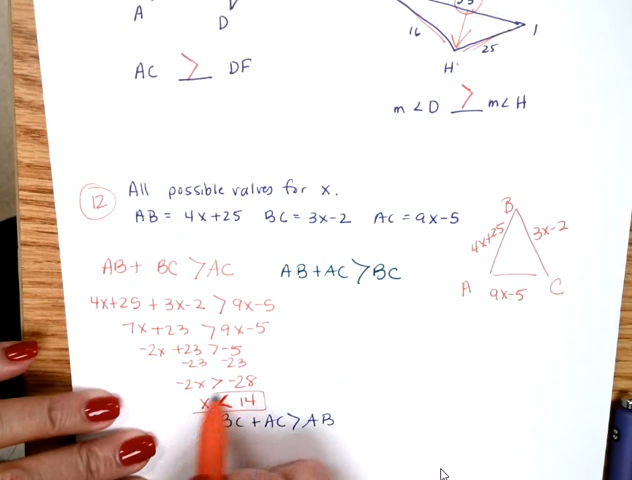 A
D
AC > DF
16
25
I
H
m<D > m<H
12 All possible valves for x.
AB = 4x+25 BC = 3x-2 AC = 9x-5
B
4x+25
3x-2
A
9x-5
C
AB + BC > AC
AB+AC > BC
4x+25 + 3x-2 > 9x-5
7x+23 > 9x-5
-2x +23 > -5
-23 -23
-2x > -28
x < 14
BC + AC > AB